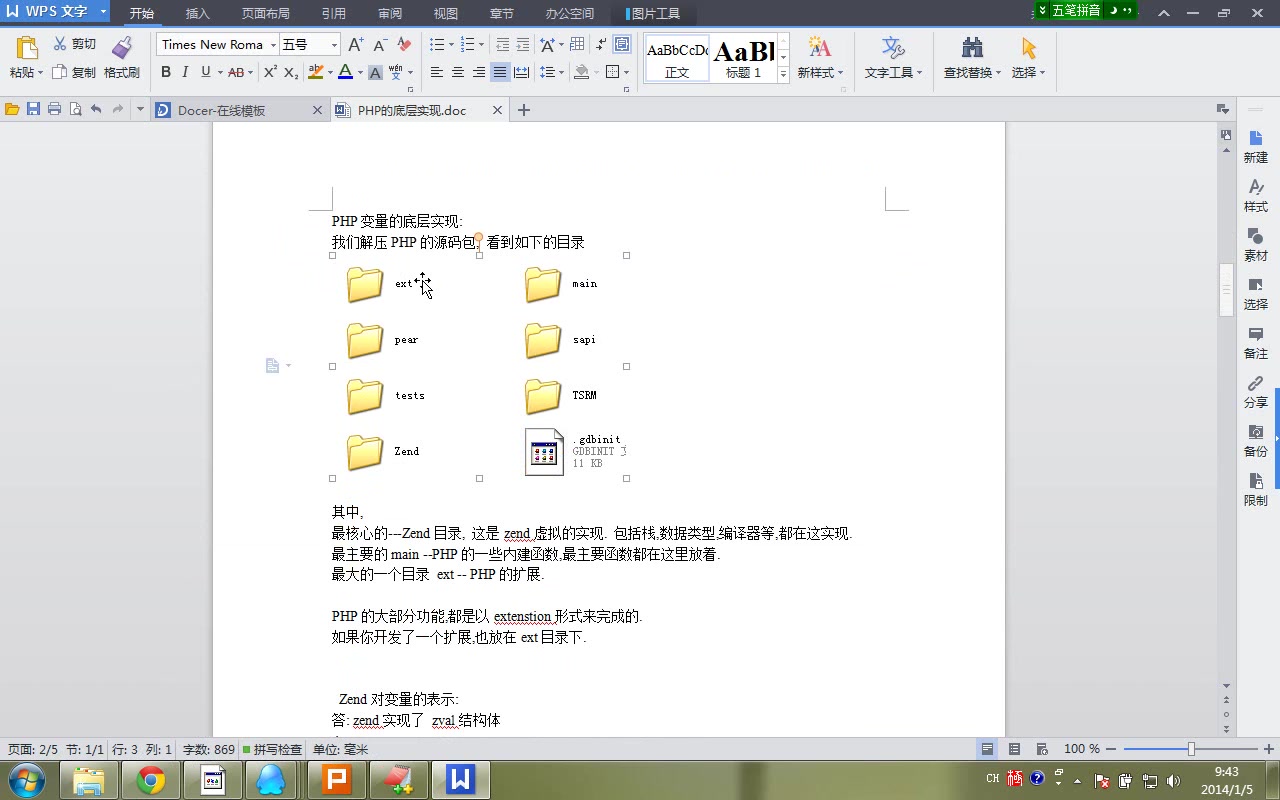 WPS 文字
开始 插入 页面布局 引用 审阅 视图 章节 办公空间 图片工具
五笔拼音
粘贴 剪切 复制 格式刷
Times New Roma 五号
B I U AB X² X₂ A A wén
AaBbCcDd 正文
AaBl 标题 1
新样式 文字工具 查找替换 选择
Docer-在线模板
PHP的底层实现.doc
PHP 变量的底层实现:
我们解压 PHP 的源码包, 看到如下的目录
ext main
pear sapi
tests TSRM
Zend .gdbinit
GDBINIT
11 KB
其中,
最核心的---Zend 目录, 这是 zend 虚拟的实现. 包括栈,数据类型,编译器等,都在这实现.
最主要的 main --PHP 的一些内建函数,最主要函数都在这里放着.
最大的一个目录 ext -- PHP 的扩展.
PHP 的大部分功能,都是以 extenstion 形式来完成的.
如果你开发了一个扩展,也放在 ext 目录下.
Zend 对变量的表示:
答: zend 实现了 zval 结构体
新建
样式
素材
选择
备注
分享
备份
限制
页面: 2/5 节: 1/1 行: 3 列: 1 字数: 869 拼写检查 单位: 毫米 100 %
CH
9:43
2014/1/5